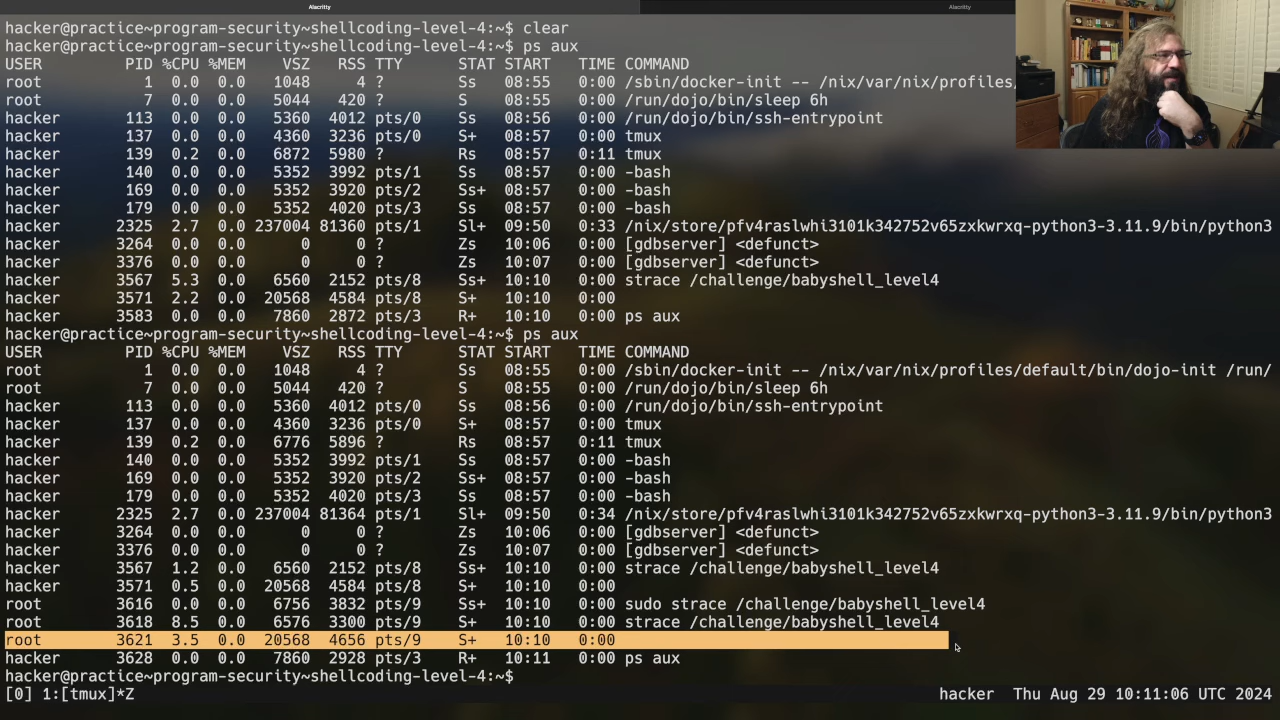 Alacritty Alacritty
hacker@practice~program-security~shellcoding-level-4:~$ clear
hacker@practice~program-security~shellcoding-level-4:~$ ps aux
USER PID %CPU %MEM VSZ RSS TTY STAT START TIME COMMAND
root 1 0.0 0.0 1048 4 ? Ss 08:55 0:00 /sbin/docker-init -- /nix/var/nix/profiles/
root 7 0.0 0.0 5044 420 ? S 08:55 0:00 /run/dojo/bin/sleep 6h
hacker 113 0.0 0.0 5360 4012 pts/0 Ss 08:56 0:00 /run/dojo/bin/ssh-entrypoint
hacker 137 0.0 0.0 4360 3236 pts/0 S+ 08:57 0:00 tmux
hacker 139 0.2 0.0 6872 5980 ? Rs 08:57 0:11 tmux
hacker 140 0.0 0.0 5352 3992 pts/1 Ss 08:57 0:00 -bash
hacker 169 0.0 0.0 5352 3920 pts/2 Ss+ 08:57 0:00 -bash
hacker 179 0.0 0.0 5352 4020 pts/3 Ss 08:57 0:00 -bash
hacker 2325 2.7 0.0 237004 81360 pts/1 Sl+ 09:50 0:33 /nix/store/pfv4raslwhi3101k342752v65zxkwrxq-python3-3.11.9/bin/python3
hacker 3264 0.0 0.0 0 0 ? Zs 10:06 0:00 [gdbserver] <defunct>
hacker 3376 0.0 0.0 0 0 ? Zs 10:07 0:00 [gdbserver] <defunct>
hacker 3567 5.3 0.0 6560 2152 pts/8 Ss+ 10:10 0:00 strace /challenge/babyshell_level4
hacker 3571 2.2 0.0 20568 4584 pts/8 S+ 10:10 0:00
hacker 3583 0.0 0.0 7860 2872 pts/3 R+ 10:10 0:00 ps aux
hacker@practice~program-security~shellcoding-level-4:~$ ps aux
USER PID %CPU %MEM VSZ RSS TTY STAT START TIME COMMAND
root 1 0.0 0.0 1048 4 ? Ss 08:55 0:00 /sbin/docker-init -- /nix/var/nix/profiles/default/bin/dojo-init /run/
root 7 0.0 0.0 5044 420 ? S 08:55 0:00 /run/dojo/bin/sleep 6h
hacker 113 0.0 0.0 5360 4012 pts/0 Ss 08:56 0:00 /run/dojo/bin/ssh-entrypoint
hacker 137 0.0 0.0 4360 3236 pts/0 S+ 08:57 0:00 tmux
hacker 139 0.2 0.0 6776 5896 ? Rs 08:57 0:11 tmux
hacker 140 0.0 0.0 5352 3992 pts/1 Ss 08:57 0:00 -bash
hacker 169 0.0 0.0 5352 3920 pts/2 Ss+ 08:57 0:00 -bash
hacker 179 0.0 0.0 5352 4020 pts/3 Ss 08:57 0:00 -bash
hacker 2325 2.7 0.0 237004 81364 pts/1 Sl+ 09:50 0:34 /nix/store/pfv4raslwhi3101k342752v65zxkwrxq-python3-3.11.9/bin/python3
hacker 3264 0.0 0.0 0 0 ? Zs 10:06 0:00 [gdbserver] <defunct>
hacker 3376 0.0 0.0 0 0 ? Zs 10:07 0:00 [gdbserver] <defunct>
hacker 3567 1.2 0.0 6560 2152 pts/8 Ss+ 10:10 0:00 strace /challenge/babyshell_level4
hacker 3571 0.5 0.0 20568 4584 pts/8 S+ 10:10 0:00
root 3616 0.0 0.0 6756 3832 pts/9 Ss+ 10:10 0:00 sudo strace /challenge/babyshell_level4
root 3618 8.5 0.0 6576 3300 pts/9 S+ 10:10 0:00 strace /challenge/babyshell_level4
root 3621 3.5 0.0 20568 4656 pts/9 S+ 10:10 0:00
hacker 3628 0.0 0.0 7860 2928 pts/3 R+ 10:11 0:00 ps aux
hacker@practice~program-security~shellcoding-level-4:~$
[0] 1:[tmux]*Z hacker Thu Aug 29 10:11:06 UTC 2024